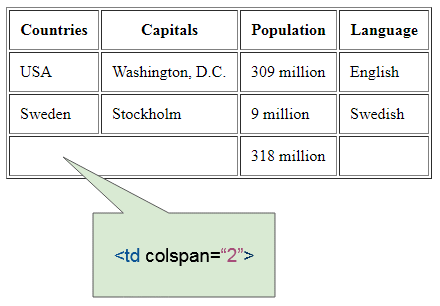 Countries Capitals Population Language
USA Washington, D.C. 309 million English
Sweden Stockholm 9 million Swedish
318 million
<td colspan=“2”>